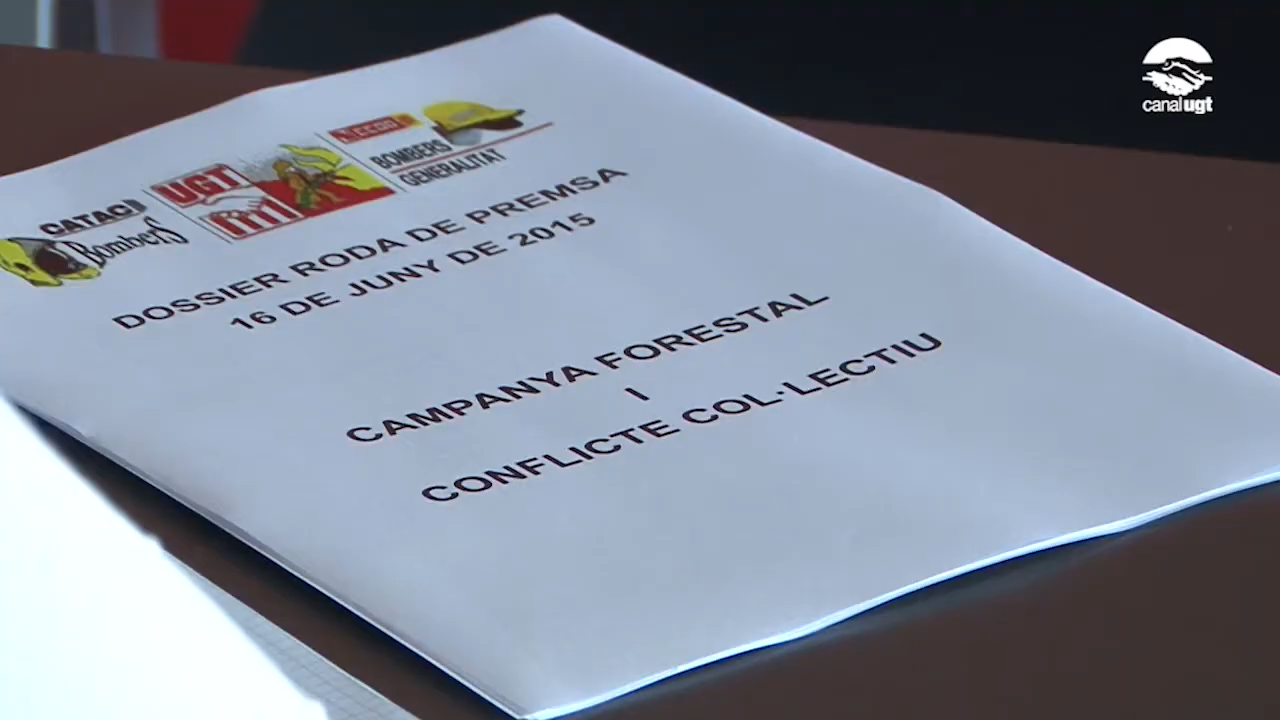 CATAC
Bombers
UGT
CCOO
BOMBERS
GENERALITAT
DOSSIER RODA DE PREMSA
16 DE JUNY DE 2015
CAMPANYA FORESTAL
I
CONFLICTE COL·LECTIU
canalugt